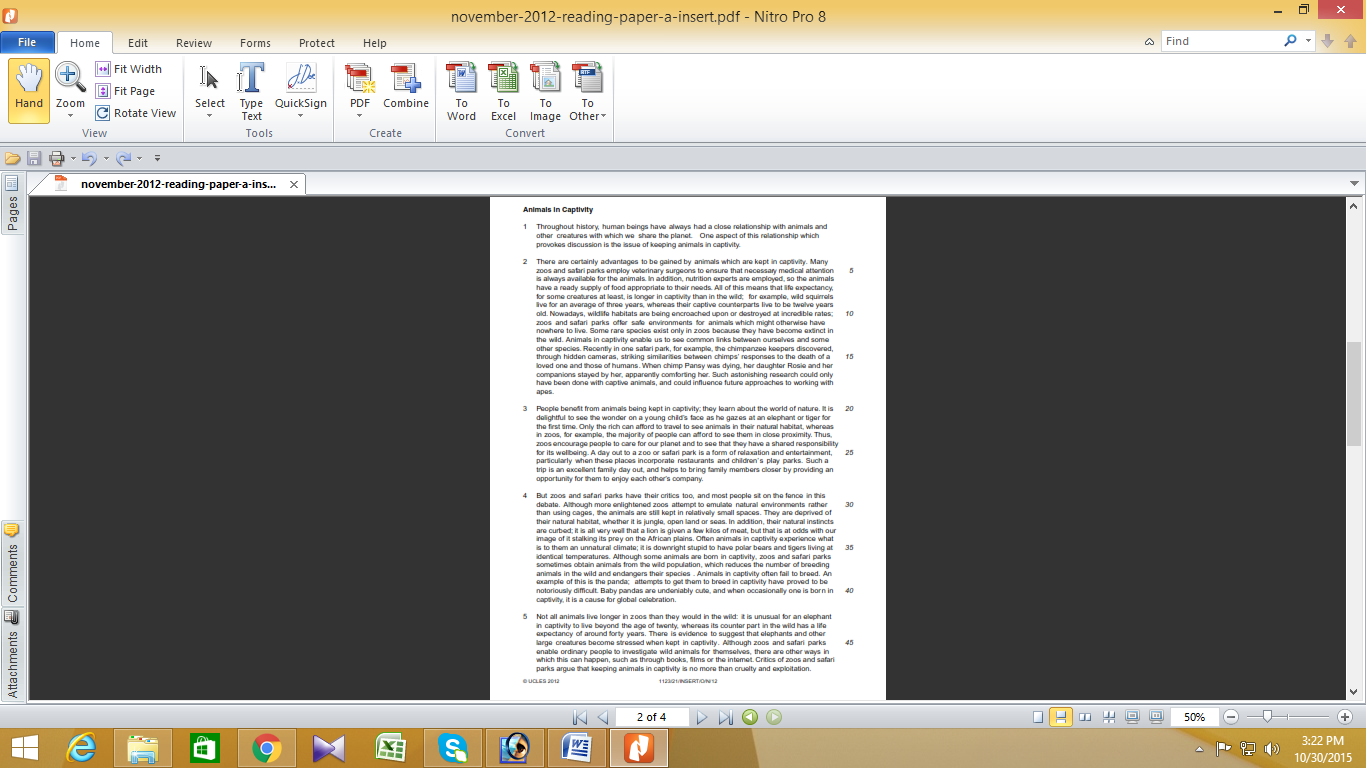 november-2012-reading-paper-a-insert.pdf - Nitro Pro 8
File Home Edit Review Forms Protect Help
Find
Hand
Zoom
Fit Width
Fit Page
Rotate View
View
Select
Type Text
QuickSign
Tools
PDF
Combine
Create
To Word
To Excel
To Image
To Other
Convert
november-2012-reading-paper-a-ins...
Pages
Comments
Attachments
Animals in Captivity
1 Throughout history, human beings have always had a close relationship with animals and
other creatures with which we share the planet. One aspect of this relationship which
provokes discussion is the issue of keeping animals in captivity.
2 There are certainly advantages to be gained by animals which are kept in captivity. Many
zoos and safari parks employ veterinary surgeons to ensure that necessary medical attention 5
is always available for the animals. In addition, nutrition experts are employed, so the animals
have a ready supply of food appropriate to their needs. All of this means that life expectancy,
for some creatures at least, is longer in captivity than in the wild; for example, wild squirrels
live for an average of three years, whereas their captive counterparts live to be twelve years
old. Nowadays, wildlife habitats are being encroached upon or destroyed at incredible rates; 10
zoos and safari parks offer safe environments for animals which might otherwise have
nowhere to live. Some rare species exist only in zoos because they have become extinct in
the wild. Animals in captivity enable us to see common links between ourselves and some
other species. Recently in one safari park, for example, the chimpanzee keepers discovered,
through hidden cameras, striking similarities between chimps' responses to the death of a 15
loved one and those of humans. When chimp Pansy was dying, her daughter Rosie and her
companions stayed by her, apparently comforting her. Such astonishing research could only
have been done with captive animals, and could influence future approaches to working with
apes.
3 People benefit from animals being kept in captivity; they learn about the world of nature. It is 20
delightful to see the wonder on a young child's face as he gazes at an elephant or tiger for
the first time. Only the rich can afford to travel to see animals in their natural habitat, whereas
in zoos, for example, the majority of people can afford to see them in close proximity. Thus,
zoos encourage people to care for our planet and to see that they have a shared responsibility
for its wellbeing. A day out to a zoo or safari park is a form of relaxation and entertainment, 25
particularly when these places incorporate restaurants and children's play parks. Such a
trip is an excellent family day out, and helps to bring family members closer by providing an
opportunity for them to enjoy each other's company.
4 But zoos and safari parks have their critics too, and most people sit on the fence in this
debate. Although more enlightened zoos attempt to emulate natural environments rather 30
than using cages, the animals are still kept in relatively small spaces. They are deprived of
their natural habitat, whether it is jungle, open land or seas. In addition, their natural instincts
are curbed; it is all very well that a lion is given a few kilos of meat, but that is at odds with our
image of it stalking its prey on the African plains. Often animals in captivity experience what
is to them an unnatural climate; it is downright stupid to have polar bears and tigers living at 35
identical temperatures. Although some animals are born in captivity, zoos and safari parks
sometimes obtain animals from the wild population, which reduces the number of breeding
animals in the wild and endangers their species . Animals in captivity often fail to breed. An
example of this is the panda; attempts to get them to breed in captivity have proved to be
notoriously difficult. Baby pandas are undeniably cute, and when occasionally one is born in 40
captivity, it is a cause for global celebration.
5 Not all animals live longer in zoos than they would in the wild: it is unusual for an elephant
in captivity to live beyond the age of twenty, whereas its counter part in the wild has a life
expectancy of around forty years. There is evidence to suggest that elephants and other
large creatures become stressed when kept in captivity . Although zoos and safari parks 45
enable ordinary people to investigate wild animals for themselves, there are other ways in
which this can happen, such as through books, films or the internet. Critics of zoos and safari
parks argue that keeping animals in captivity is no more than cruelty and exploitation.
© UCLES 2012 1123/21/INSERT/O/N/12
2 of 4
50%
3:22 PM
10/30/2015